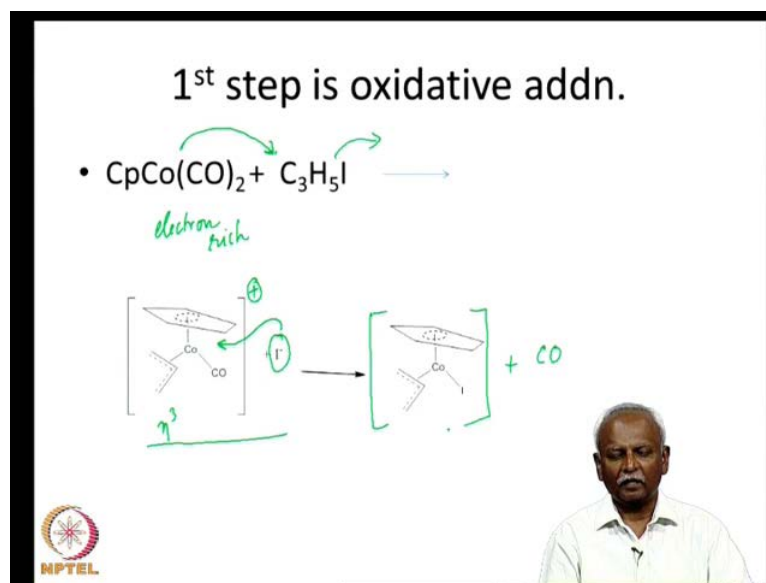 1st step is oxidative addn.
• CpCo(CO)2 + C3H5I
electron rich
+
Co
CO
I-
Co
I
+ CO
η3
NPTEL